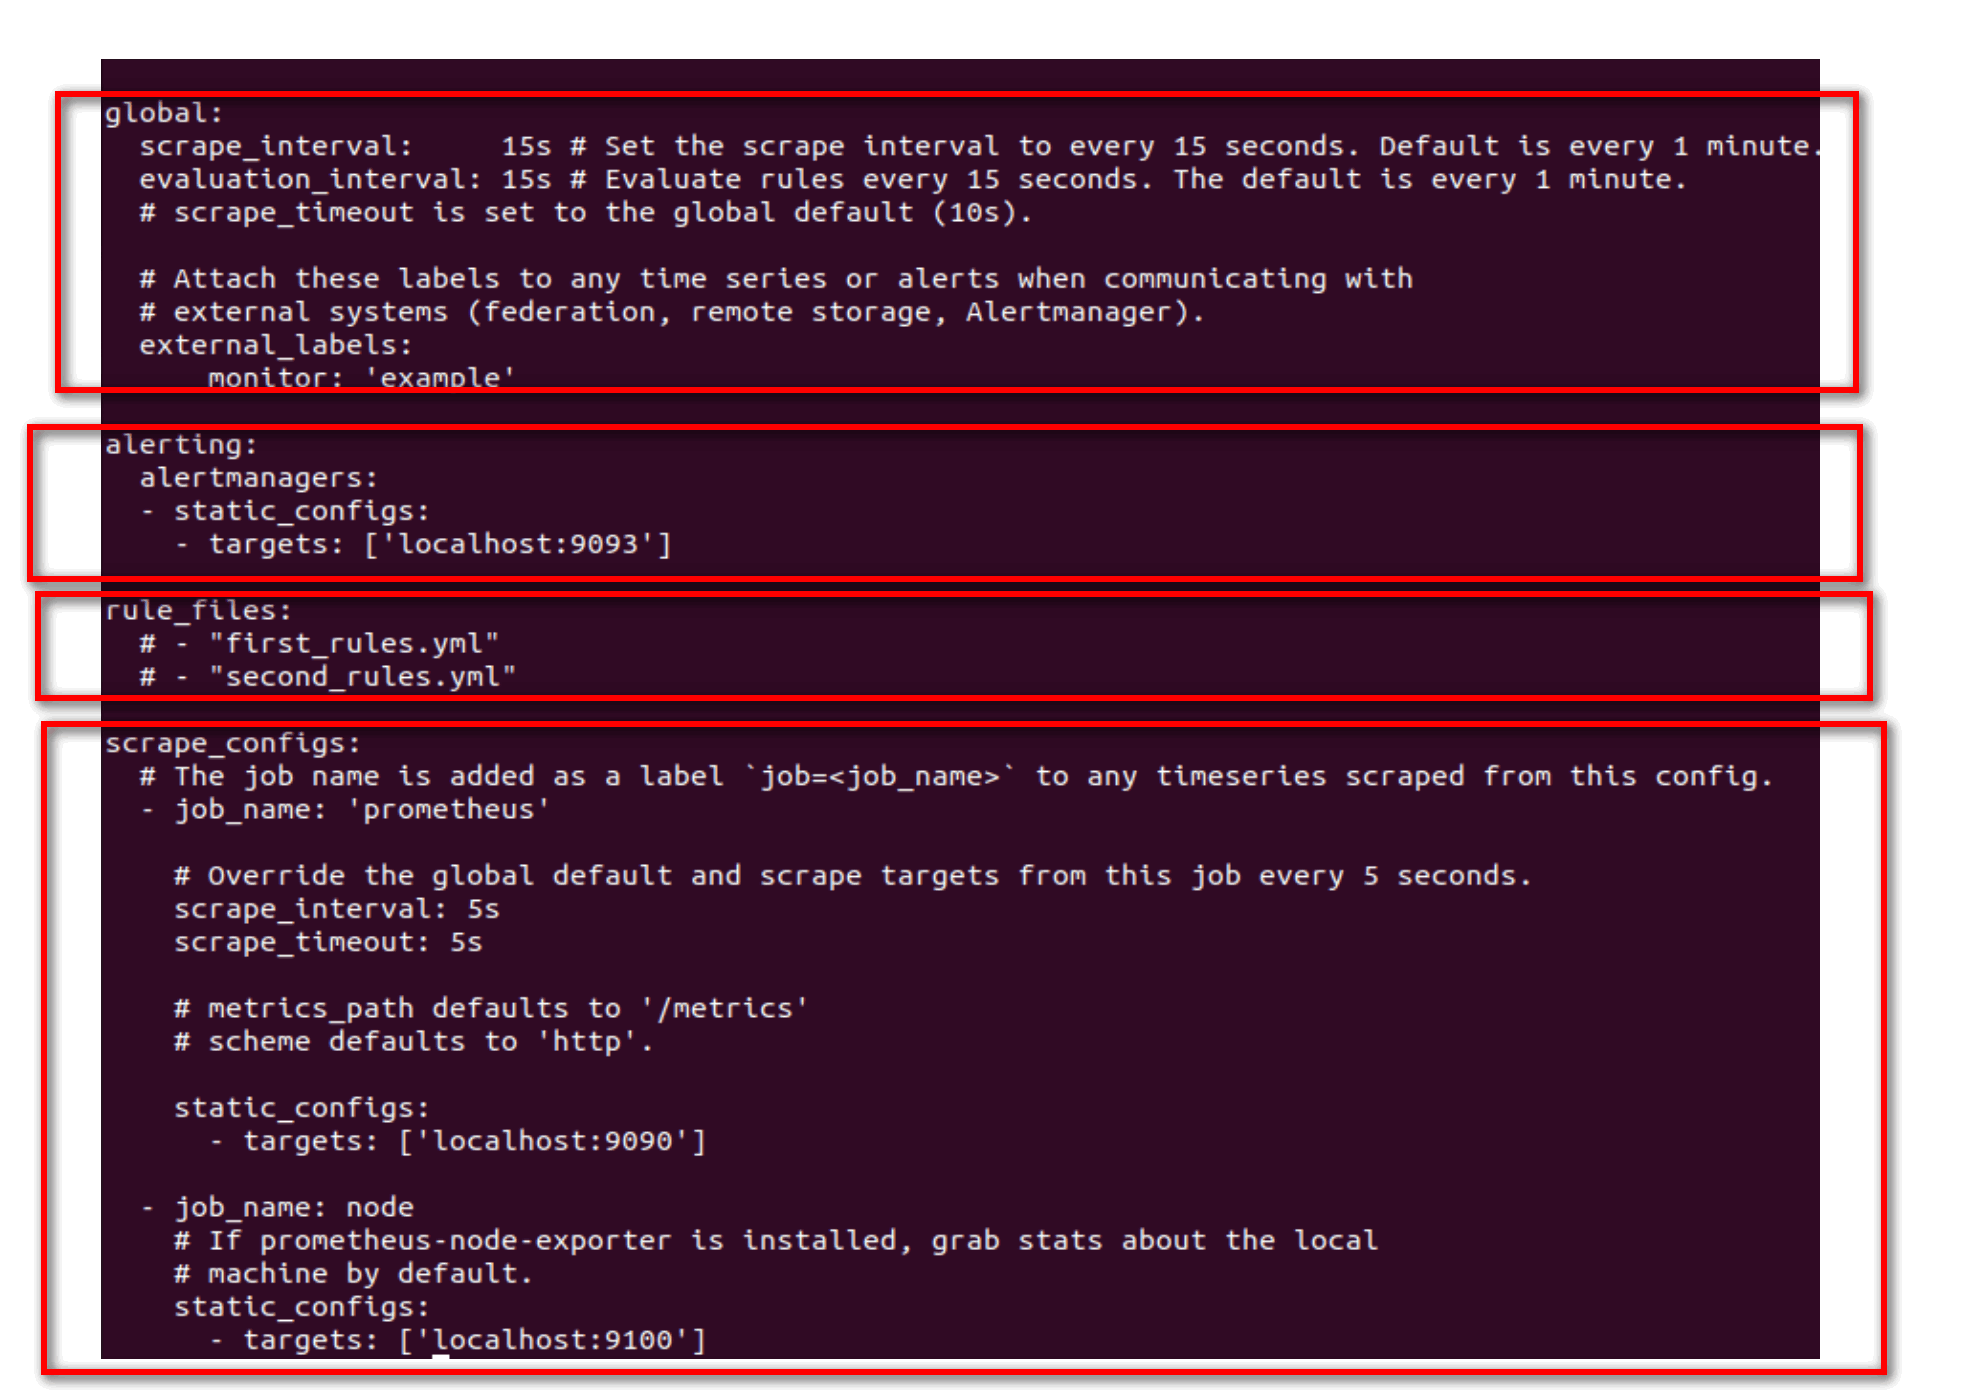 global:
  scrape_interval:     15s # Set the scrape interval to every 15 seconds. Default is every 1 minute.
  evaluation_interval: 15s # Evaluate rules every 15 seconds. The default is every 1 minute.
  # scrape_timeout is set to the global default (10s).
  # Attach these labels to any time series or alerts when communicating with
  # external systems (federation, remote storage, Alertmanager).
  external_labels:
      monitor: 'example'
alerting:
  alertmanagers:
  - static_configs:
    - targets: ['localhost:9093']
rule_files:
  # - "first_rules.yml"
  # - "second_rules.yml"
scrape_configs:
  # The job name is added as a label `job=<job_name>` to any timeseries scraped from this config.
  - job_name: 'prometheus'
    # Override the global default and scrape targets from this job every 5 seconds.
    scrape_interval: 5s
    scrape_timeout: 5s
    # metrics_path defaults to '/metrics'
    # scheme defaults to 'http'.
    static_configs:
      - targets: ['localhost:9090']
  - job_name: node
    # If prometheus-node-exporter is installed, grab stats about the local
    # machine by default.
    static_configs:
      - targets: ['localhost:9100']